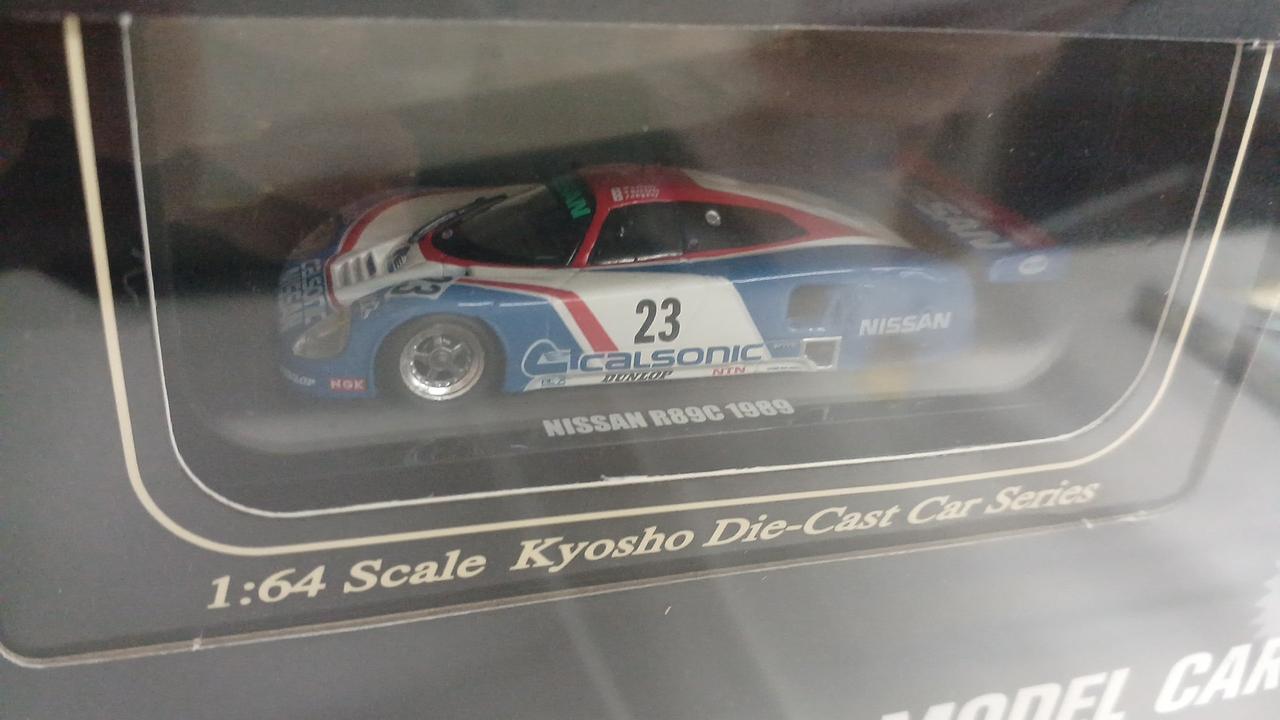 23
23
calsonic
DUNLOP
NTN
NGK
NISSAN
NISSAN R89C 1989
1:64 Scale Kyosho Die-Cast Car Series
MODEL CAR